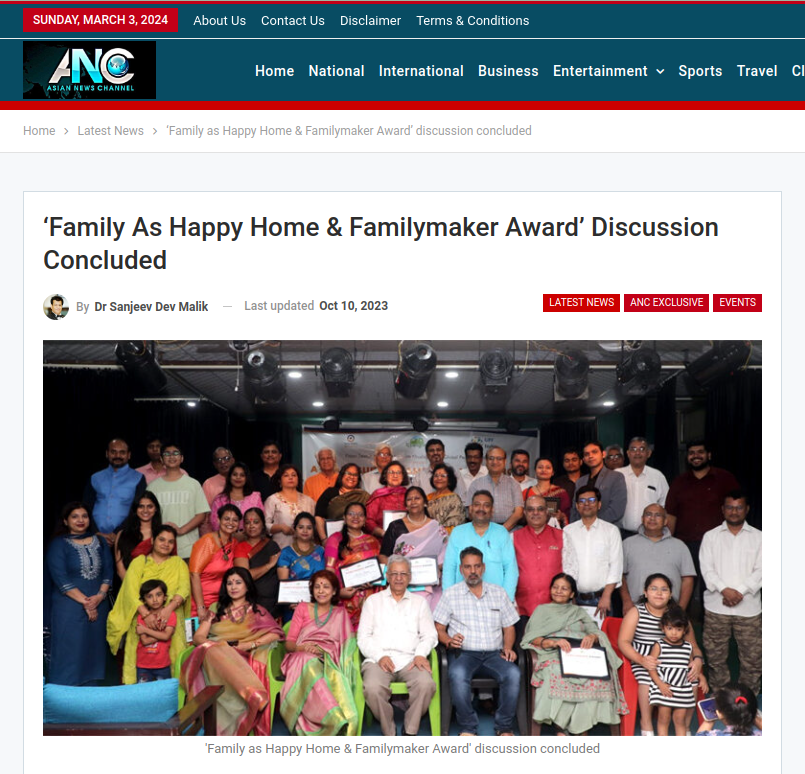 SUNDAY, MARCH 3, 2024 About Us Contact Us Disclaimer Terms & Conditions
ANC
ASIAN NEWS CHANNEL
Home National International Business Entertainment Sports Travel
Home > Latest News > ‘Family as Happy Home & Familymaker Award’ discussion concluded
‘Family As Happy Home & Familymaker Award’ Discussion
Concluded
By Dr Sanjeev Dev Malik — Last updated Oct 10, 2023
LATEST NEWS ANC EXCLUSIVE EVENTS
'Family as Happy Home & Familymaker Award' discussion concluded